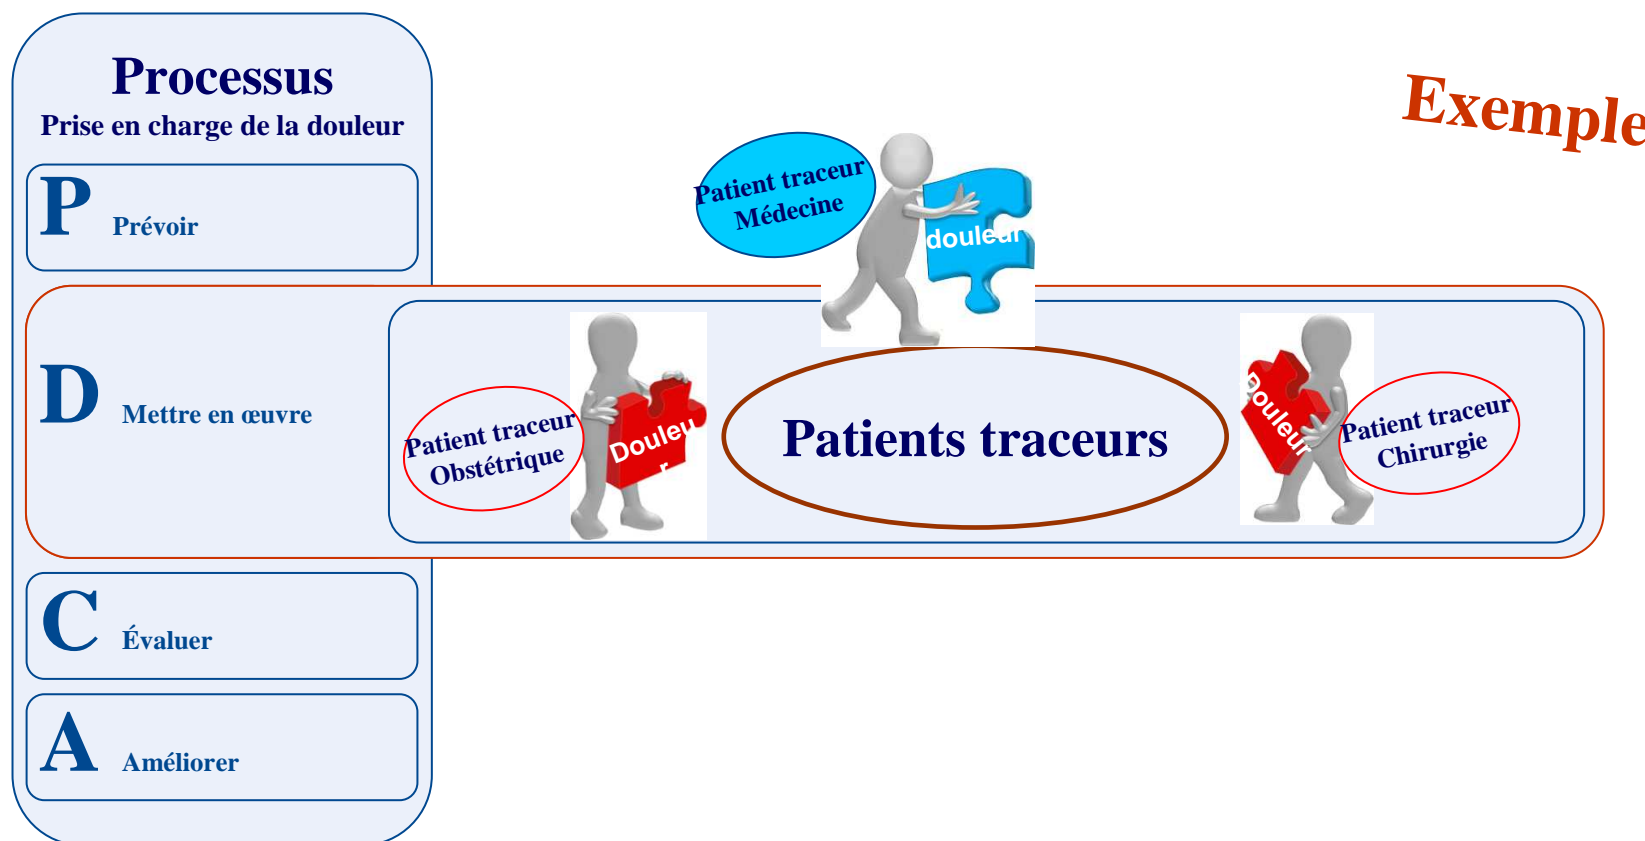 Processus
Prise en charge de la douleur
Exemple
P Prévoir
Patient traceur
Médecine
douleur
D Mettre en œuvre
Patient traceur
Obstétrique
Douleu
r
Patients traceurs
Douleur
Patient traceur
Chirurgie
C Évaluer
A Améliorer